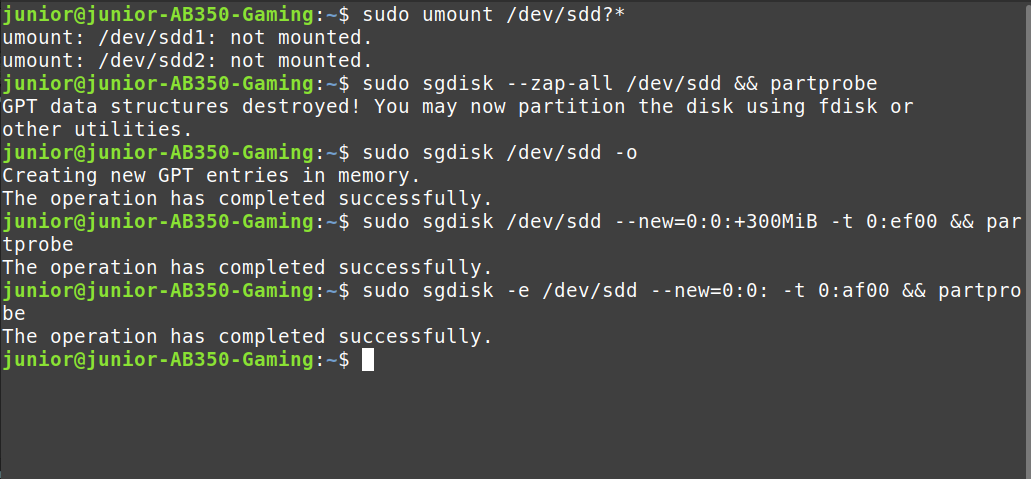 junior@junior-AB350-Gaming:~$ sudo umount /dev/sdd?*
umount: /dev/sdd1: not mounted.
umount: /dev/sdd2: not mounted.
junior@junior-AB350-Gaming:~$ sudo sgdisk --zap-all /dev/sdd && partprobe
GPT data structures destroyed! You may now partition the disk using fdisk or
other utilities.
junior@junior-AB350-Gaming:~$ sudo sgdisk /dev/sdd -o
Creating new GPT entries in memory.
The operation has completed successfully.
junior@junior-AB350-Gaming:~$ sudo sgdisk /dev/sdd --new=0:0:+300MiB -t 0:ef00 && par
tprobe
The operation has completed successfully.
junior@junior-AB350-Gaming:~$ sudo sgdisk -e /dev/sdd --new=0:0: -t 0:af00 && partpro
be
The operation has completed successfully.
junior@junior-AB350-Gaming:~$